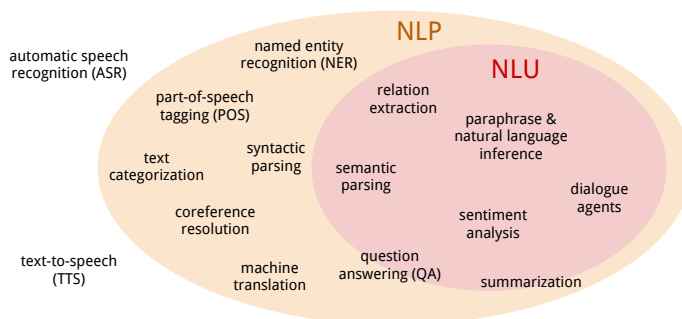 NLP
NLU
automatic speech
recognition (ASR)
named entity
recognition (NER)
part-of-speech
tagging (POS)
relation
extraction
paraphrase &
natural language
inference
text
categorization
syntactic
parsing
semantic
parsing
dialogue
agents
coreference
resolution
sentiment
analysis
text-to-speech
(TTS)
machine
translation
question
answering (QA)
summarization